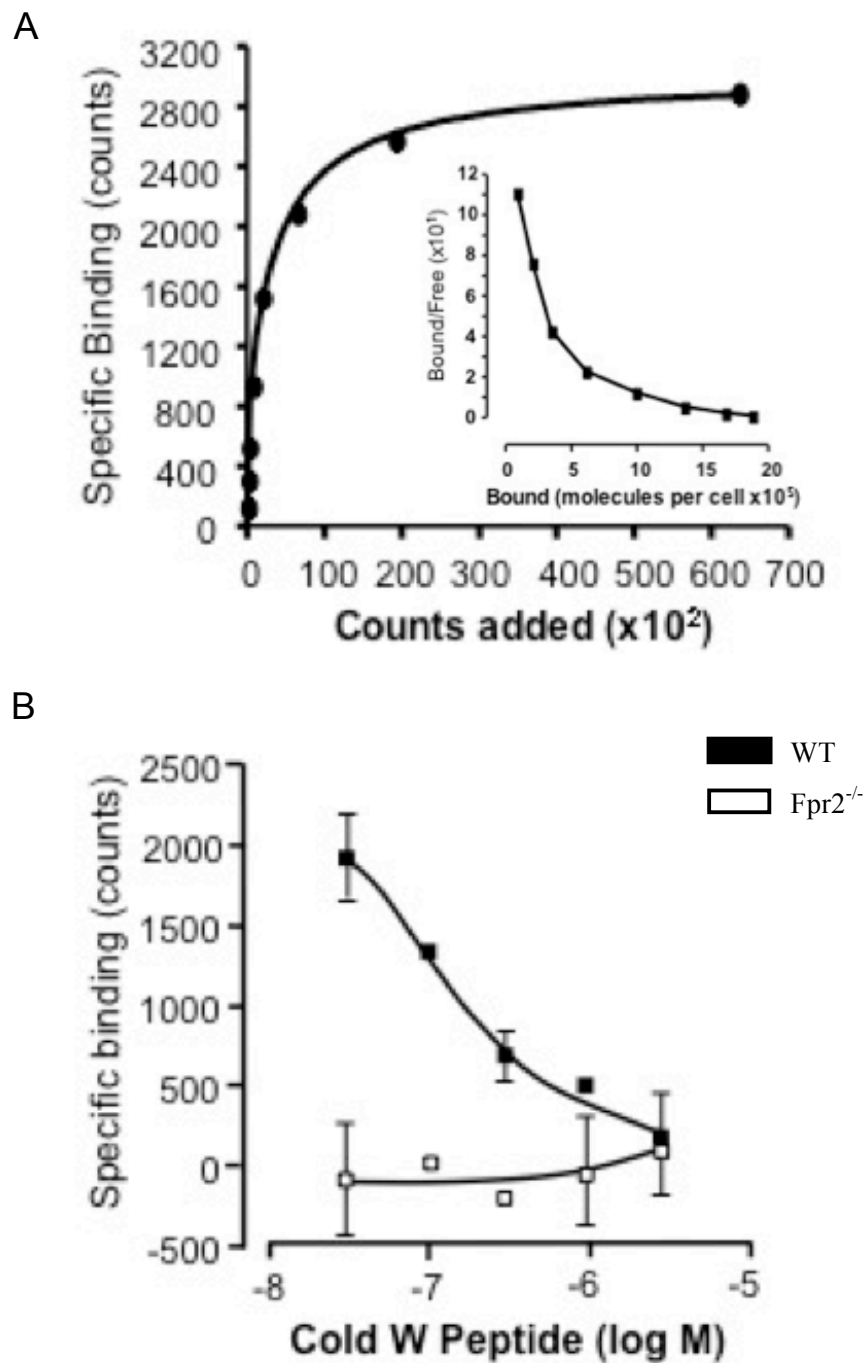 A
Specific Binding (counts)
3200
2800
2400
2000
1600
1200
800
400
0
0 100 200 300 400 500 600 700
Counts added (x10²)
Bound/Free (x10¹)
12
10
8
6
4
2
0
0 5 10 15 20
Bound (molecules per cell x10⁵)
B
WT
Fpr2⁻/⁻
Specific binding (counts)
2500
2000
1500
1000
500
0
-500
-8 -7 -6 -5
Cold W Peptide (log M)